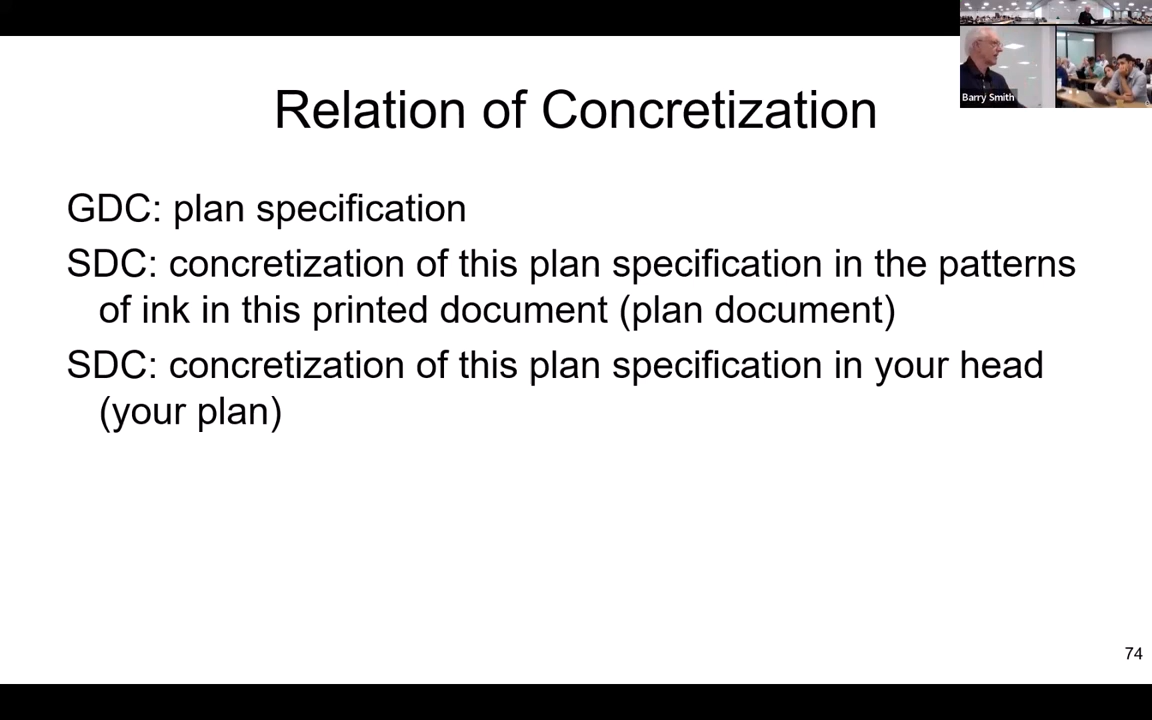 Barry Smith
Relation of Concretization
GDC: plan specification
SDC: concretization of this plan specification in the patterns
of ink in this printed document (plan document)
SDC: concretization of this plan specification in your head
(your plan)
74